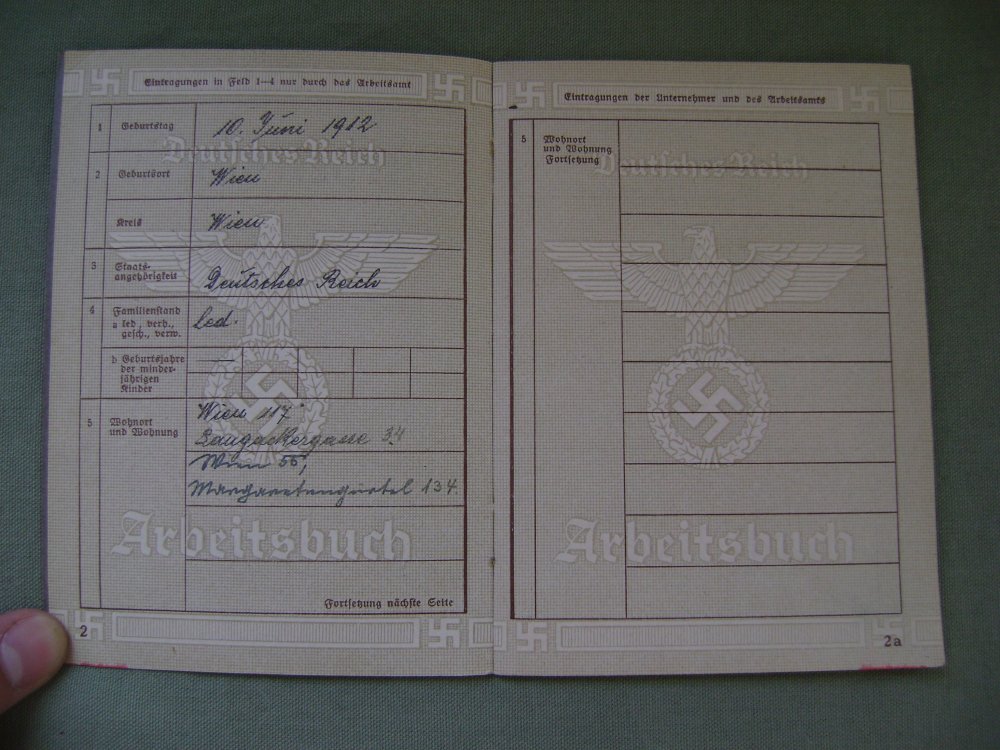 Eintragungen in Feld 1—4 nur durch das Arbeitsamt
Deutsches Reich
1 Geburtstag 10. Juni 1912
2 Geburtsort Wien
Kreis Wien
3 Staats-
angehörigkeit Deutsches Reich
4 Familienstand
a led., verh.,
gesch., verw. led.
b Geburtsjahre
der minder-
jährigen
Kinder
5 Wohnort
und Wohnung
Wien 117
Langackergasse 34
Wien 55,
Margaretengürtel 134.
Arbeitsbuch
Fortsetzung nächste Seite
2
Eintragungen der Unternehmer und des Arbeitsamts
5 Wohnort
und Wohnung
Fortsetzung
Deutsches Reich
Arbeitsbuch
2a